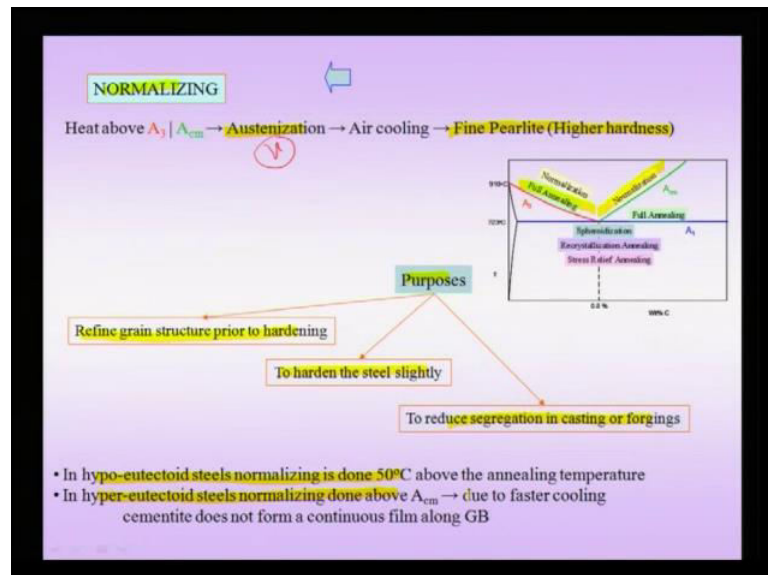 NORMALIZING
Heat above A₃ | Acm → Austenization → Air cooling → Fine Pearlite (Higher hardness)
γ
910°C
Normalization
Full Annealing
A₃
Normalization
Acm
Full Annealing
723°C
A₁
Spheroidization
Recrystallization Annealing
Stress Relief Annealing
T
0.8 %
Wt% C
Purposes
Refine grain structure prior to hardening
To harden the steel slightly
To reduce segregation in casting or forgings
• In hypo-eutectoid steels normalizing is done 50°C above the annealing temperature
• In hyper-eutectoid steels normalizing done above Acm → due to faster cooling
cementite does not form a continuous film along GB